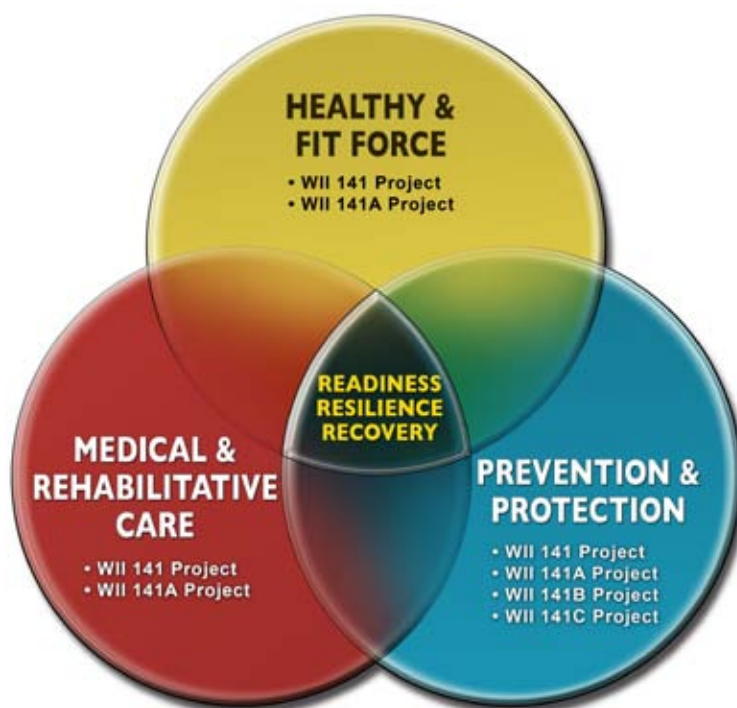 HEALTHY &
FIT FORCE
• WII 141 Project
• WII 141A Project
READINESS
RESILIENCE
RECOVERY
MEDICAL &
REHABILITATIVE
CARE
• WII 141 Project
• WII 141A Project
PREVENTION &
PROTECTION
• WII 141 Project
• WII 141A Project
• WII 141B Project
• WII 141C Project